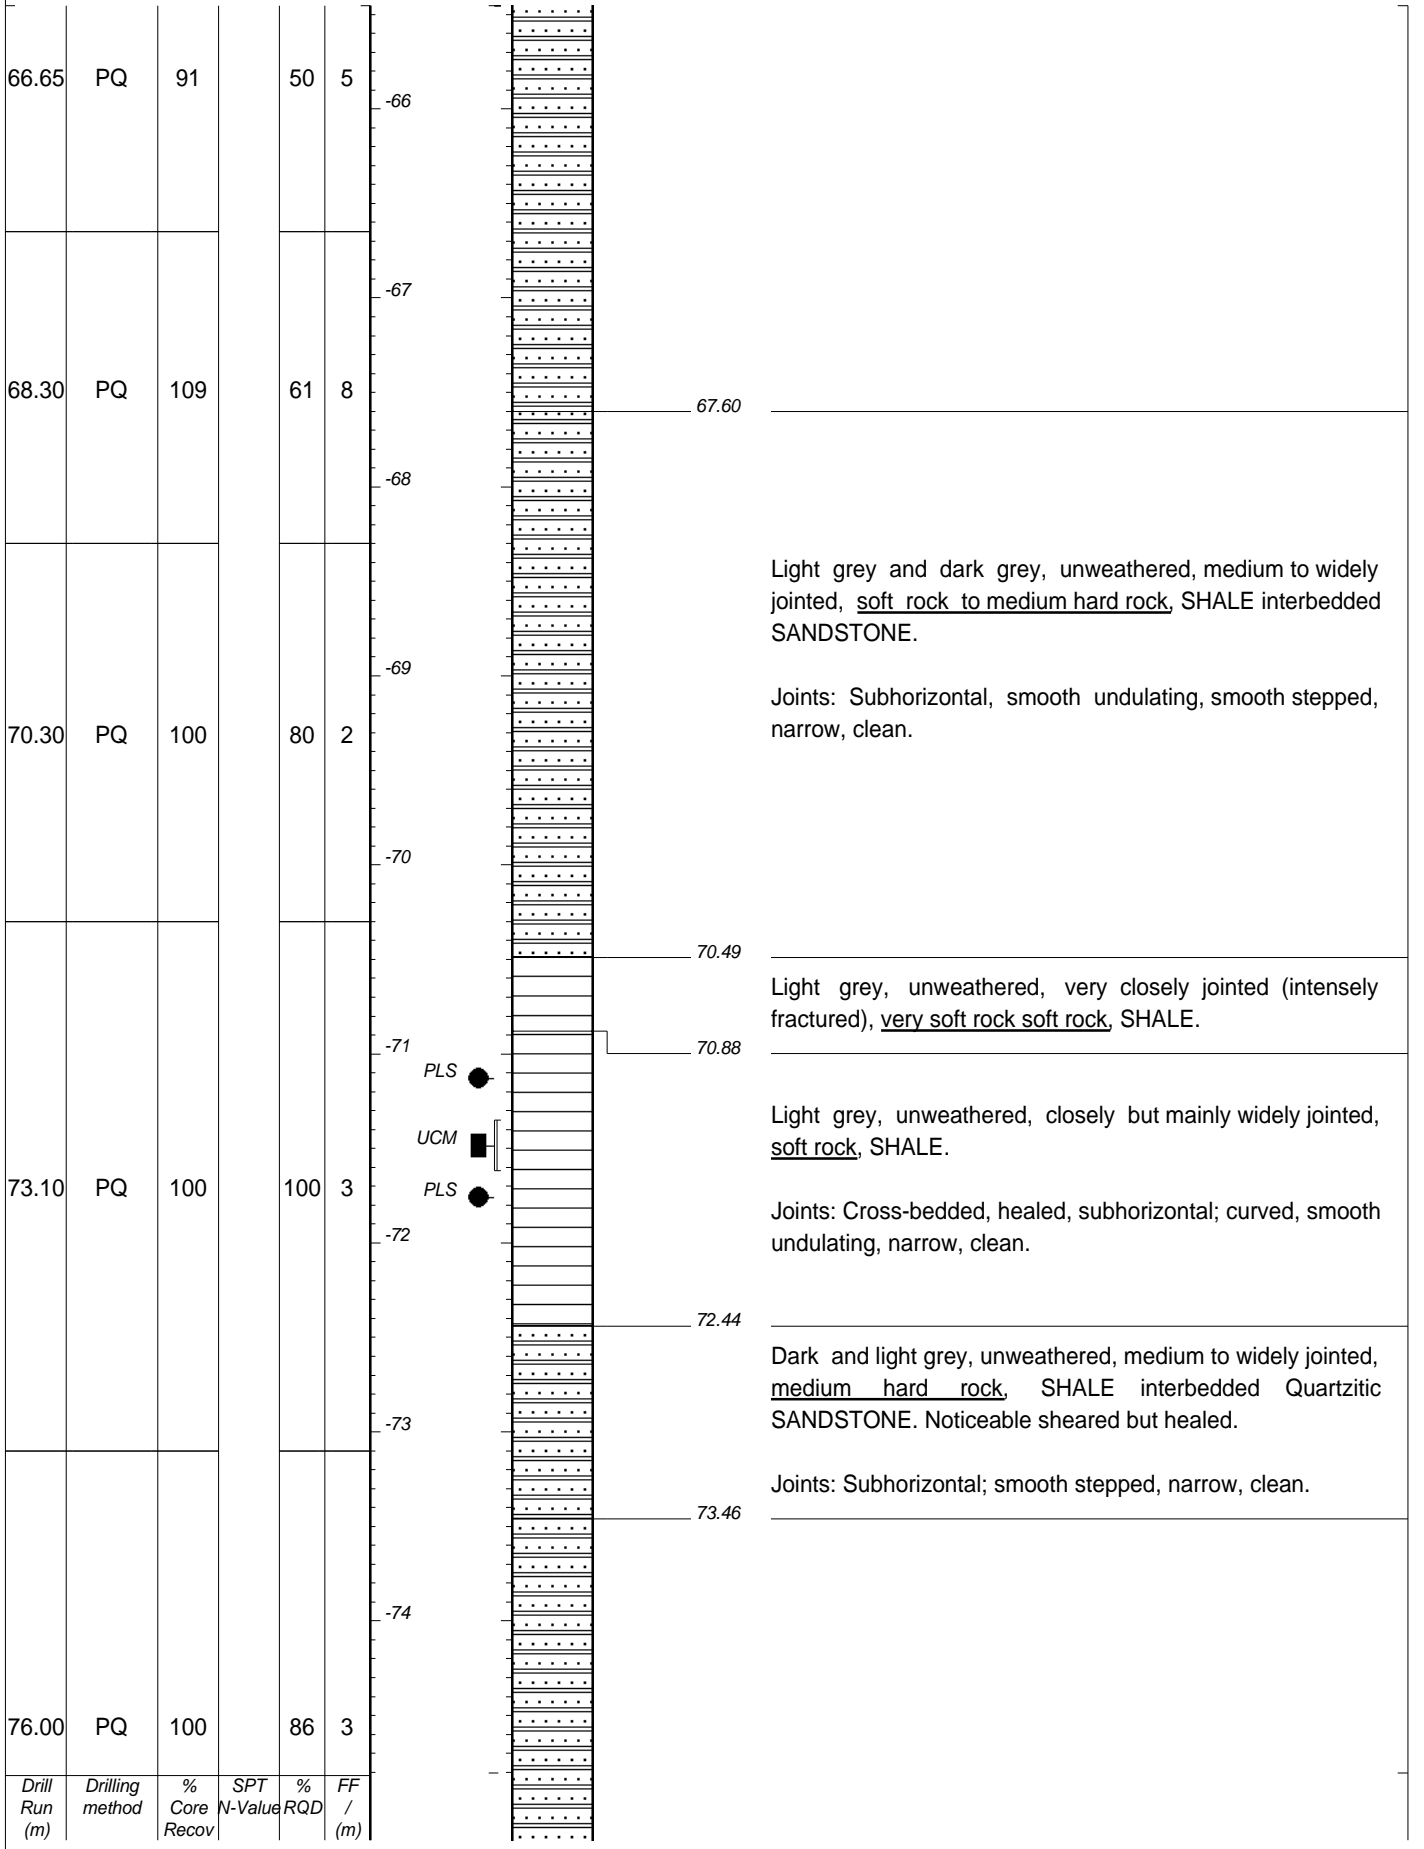 66.65 PQ 91 50 5
-66
-67
68.30 PQ 109 61 8
67.60
-68
Light grey and dark grey, unweathered, medium to widely
jointed, soft rock to medium hard rock, SHALE interbedded
SANDSTONE.
-69
Joints: Subhorizontal, smooth undulating, smooth stepped,
narrow, clean.
70.30 PQ 100 80 2
-70
70.49
Light grey, unweathered, very closely jointed (intensely
fractured), very soft rock soft rock, SHALE.
-71
70.88
PLS
Light grey, unweathered, closely but mainly widely jointed,
soft rock, SHALE.
UCM
73.10 PQ 100 100 3
PLS
Joints: Cross-bedded, healed, subhorizontal; curved, smooth
undulating, narrow, clean.
-72
72.44
Dark and light grey, unweathered, medium to widely jointed,
medium hard rock, SHALE interbedded Quartzitic
SANDSTONE. Noticeable sheared but healed.
-73
Joints: Subhorizontal; smooth stepped, narrow, clean.
73.46
-74
76.00 PQ 100 86 3
Drill Drilling % SPT % FF
Run method Core N-Value RQD /
(m) Recov (m)